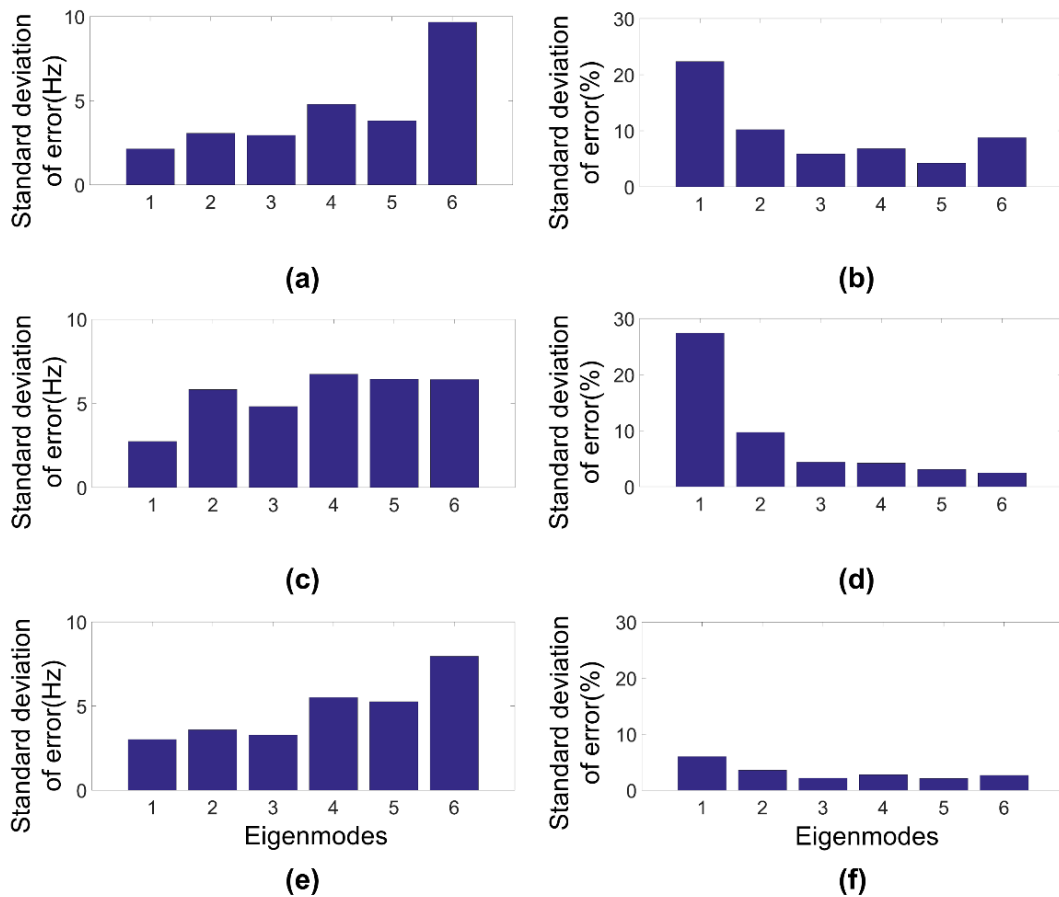 Standard deviation
of error(Hz)
10
5
0
1 2 3 4 5 6
(a)
Standard deviation
of error(%)
30
20
10
0
1 2 3 4 5 6
(b)
Standard deviation
of error(Hz)
10
5
0
1 2 3 4 5 6
(c)
Standard deviation
of error(%)
30
20
10
0
1 2 3 4 5 6
(d)
Standard deviation
of error(Hz)
10
5
0
1 2 3 4 5 6
Eigenmodes
(e)
Standard deviation
of error(%)
30
20
10
0
1 2 3 4 5 6
Eigenmodes
(f)